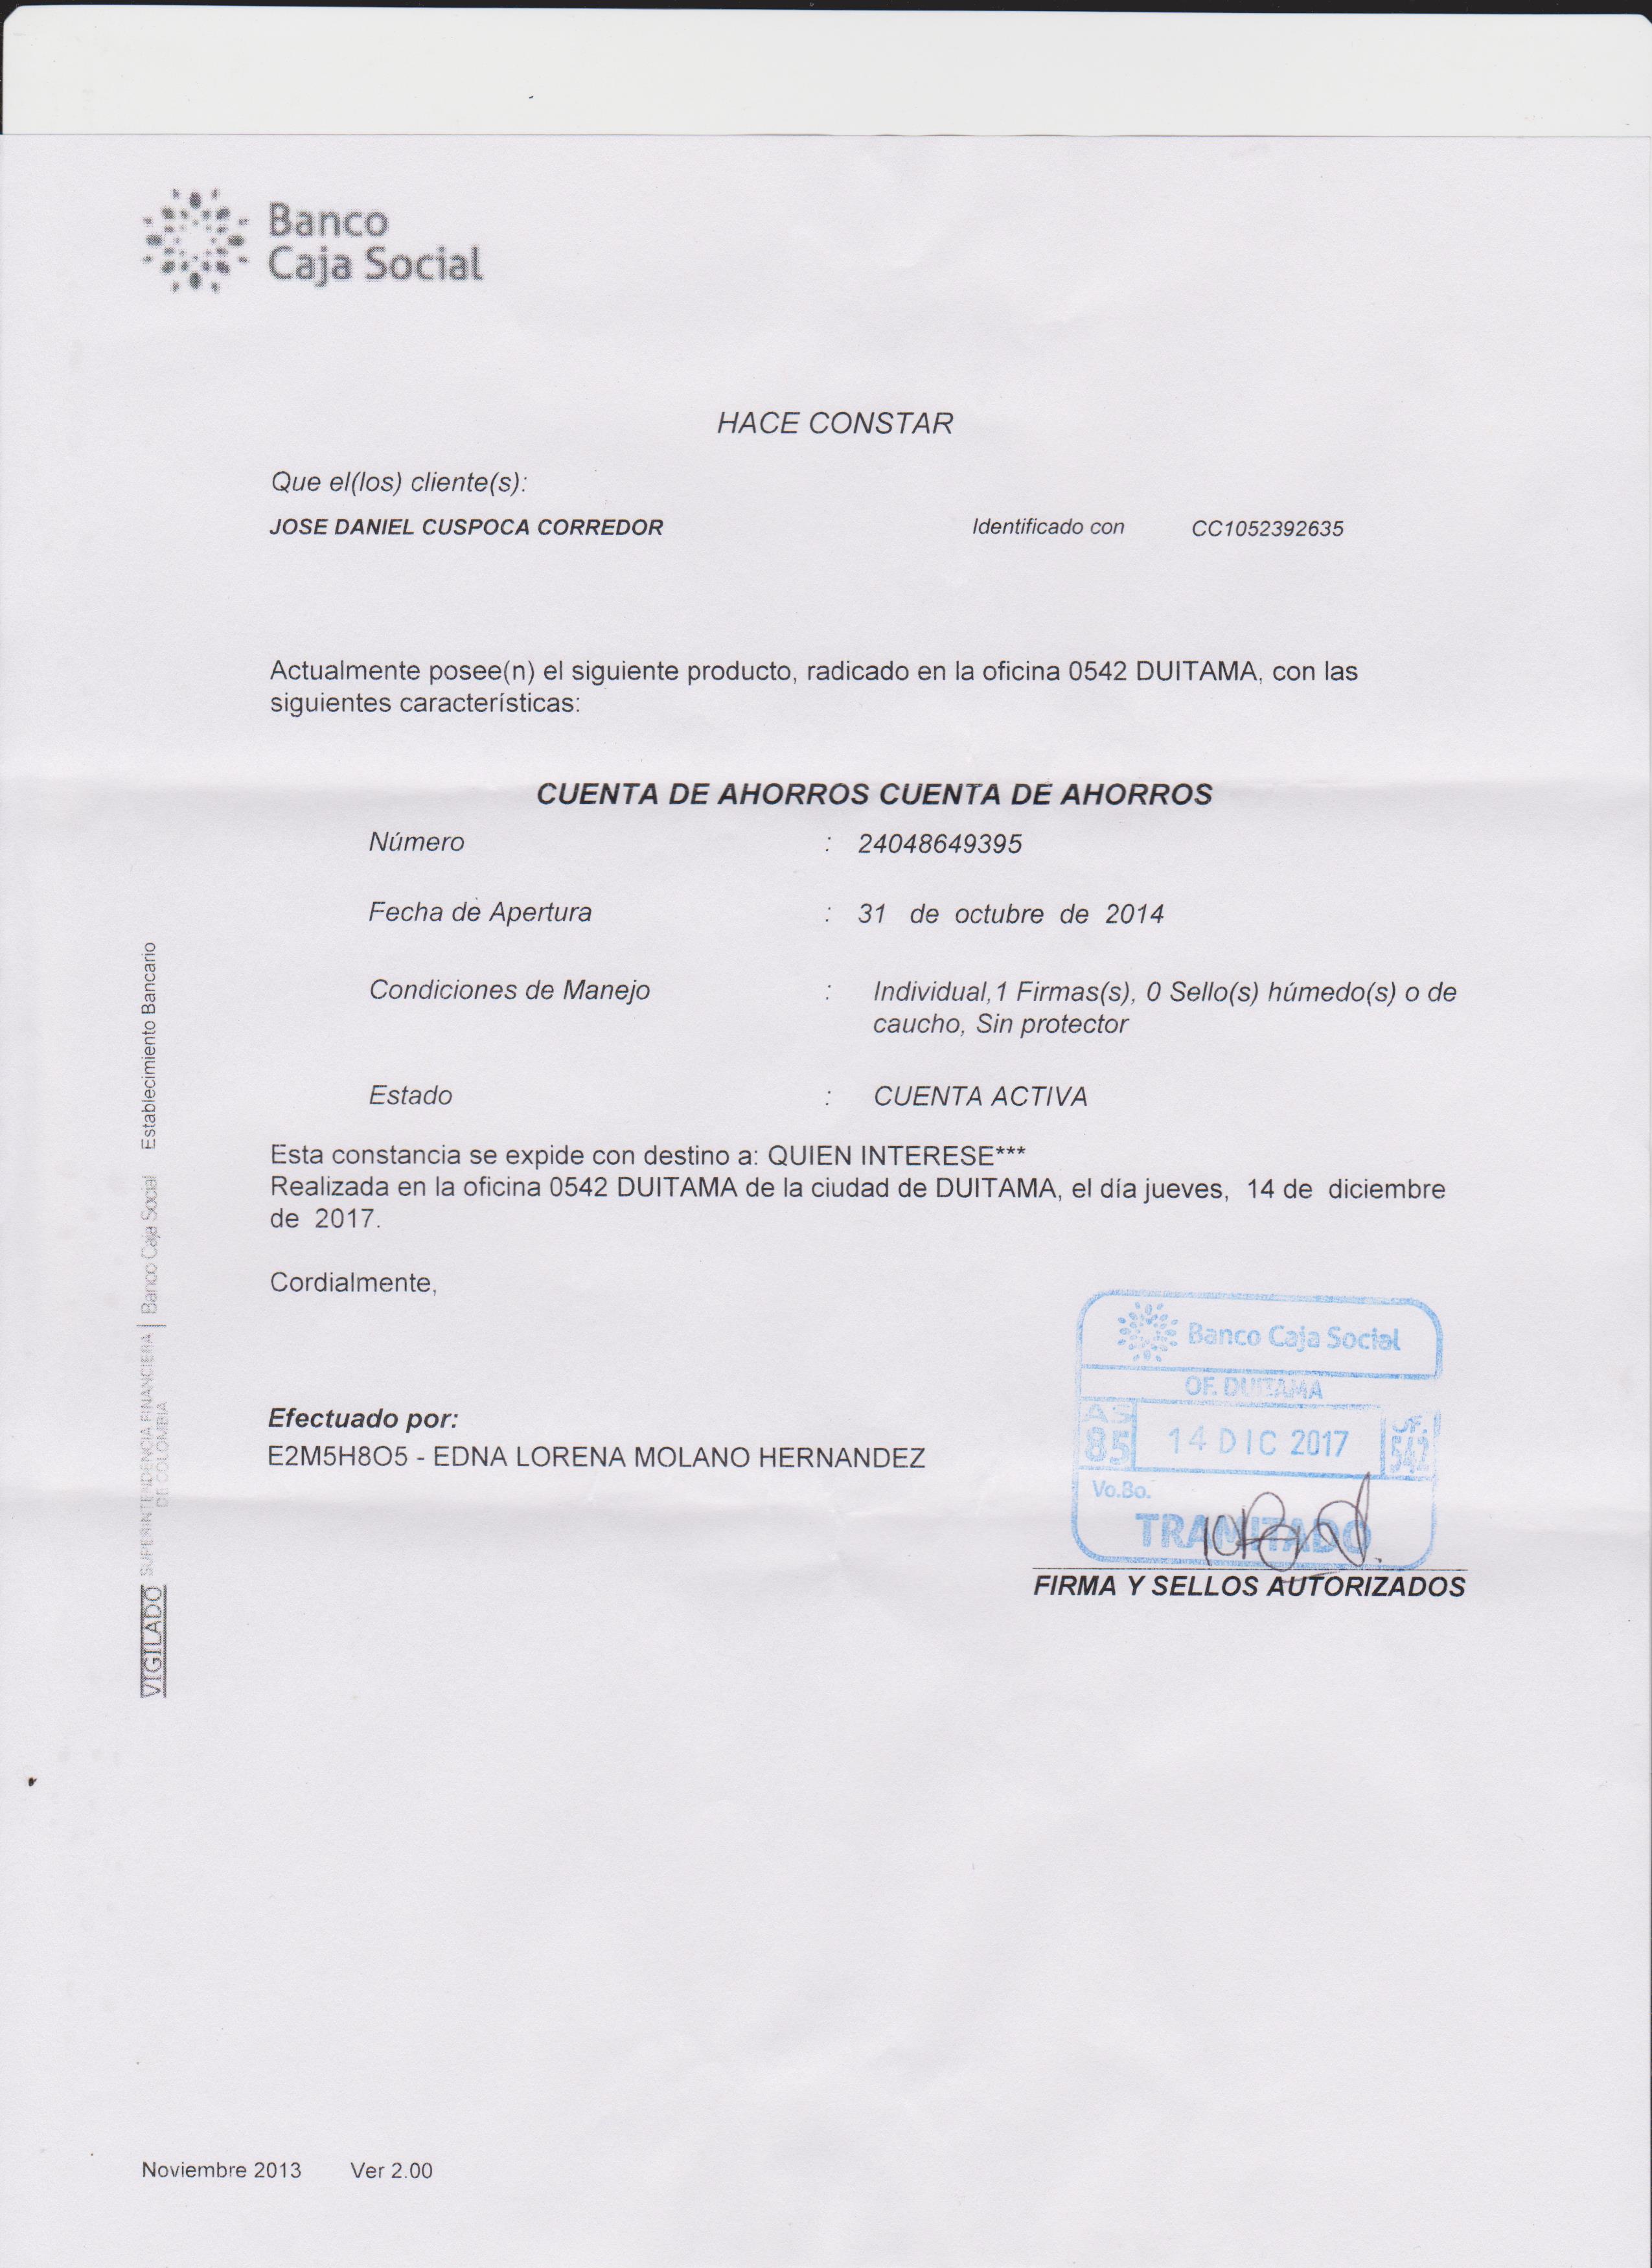 Banco
Caja Social
HACE CONSTAR
Que el(los) cliente(s):
JOSE DANIEL CUSPOCA CORREDOR Identificado con CC1052392635
Actualmente posee(n) el siguiente producto, radicado en la oficina 0542 DUITAMA, con las
siguientes características:
CUENTA DE AHORROS CUENTA DE AHORROS
Número : 24048649395
Fecha de Apertura : 31 de octubre de 2014
Condiciones de Manejo : Individual,1 Firmas(s), 0 Sello(s) húmedo(s) o de
caucho, Sin protector
Estado : CUENTA ACTIVA
Esta constancia se expide con destino a: QUIEN INTERESE***
Realizada en la oficina 0542 DUITAMA de la ciudad de DUITAMA, el día jueves, 14 de diciembre
de 2017.
Cordialmente,
Banco Caja Social
OF. DUITAMA
AS 85 14 DIC 2017 OF. 542
Vo.Bo.
TRAMITADO
Efectuado por:
E2M5H8O5 - EDNA LORENA MOLANO HERNANDEZ
FIRMA Y SELLOS AUTORIZADOS
VIGILADO SUPERINTENDENCIA FINANCIERA DE COLOMBIA | Banco Caja Social Establecimiento Bancario
Noviembre 2013 Ver 2.00